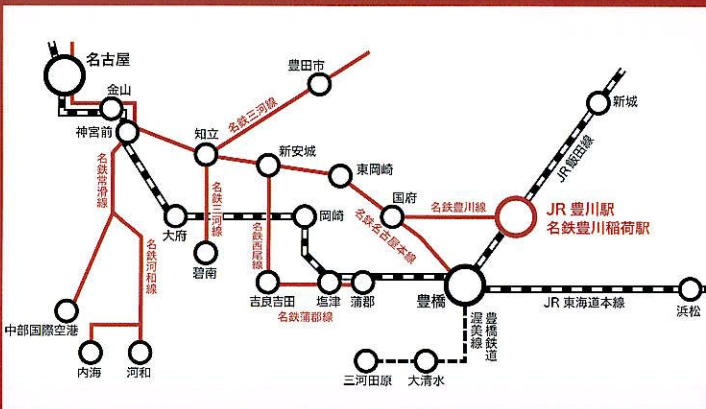 名古屋
金山
神宮前
知立
豊田市
名鉄三河線
新安城
東岡崎
国府
名鉄豊川線
JR 豊川駅
名鉄豊川稲荷駅
新城
JR 飯田線
名鉄常滑線
名鉄河和線
大府
名鉄三河線
碧南
名鉄西尾線
岡崎
名鉄名古屋本線
吉良吉田
塩津
蒲郡
名鉄蒲郡線
豊橋
JR 東海道本線
浜松
豊橋鉄道
渥美線
中部国際空港
内海
河和
三河田原
大清水